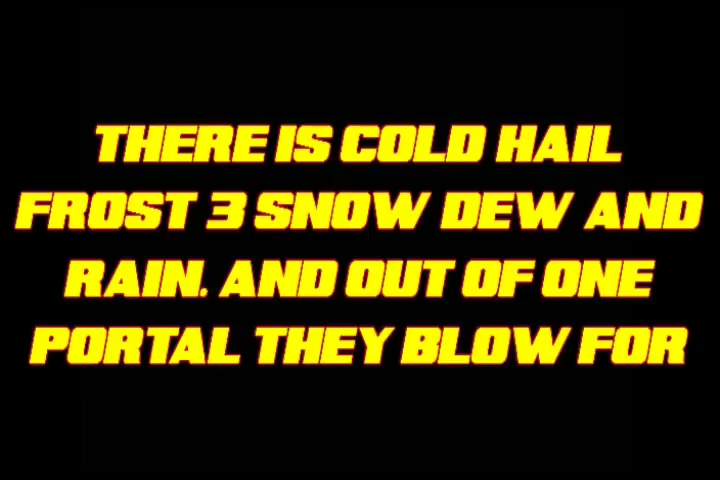 THERE IS COLD HAIL
FROST 3 SNOW DEW AND
RAIN. AND OUT OF ONE
PORTAL THEY BLOW FOR